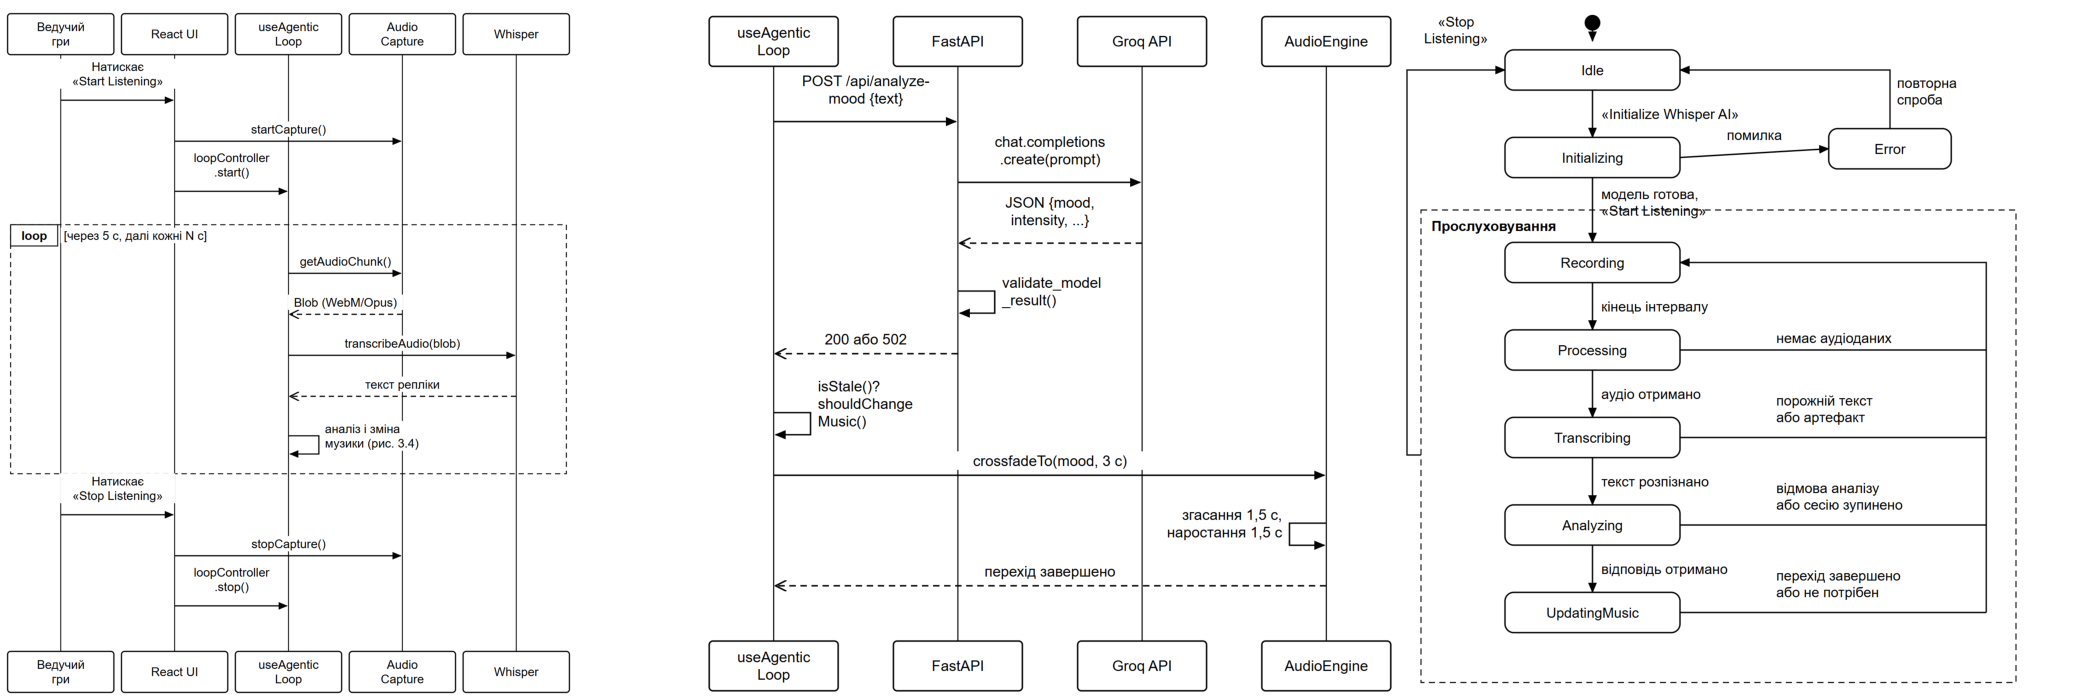 Ведучий
гри
React UI
useAgentic
Loop
Audio
Capture
Whisper
Натискає
«Start Listening»
startCapture()
loopController
.start()
loop
[через 5 с, далі кожні N с]
getAudioChunk()
Blob (WebM/Opus)
transcribeAudio(blob)
текст репліки
аналіз і зміна
музики (рис. 3.4)
Натискає
«Stop Listening»
stopCapture()
loopController
.stop()
Ведучий
гри
React UI
useAgentic
Loop
Audio
Capture
Whisper
useAgentic
Loop
FastAPI
Groq API
AudioEngine
POST /api/analyze-
mood {text}
chat.completions
.create(prompt)
JSON {mood,
intensity, ...}
validate_model
_result()
200 або 502
isStale()?
shouldChange
Music()
crossfadeTo(mood, 3 с)
згасання 1,5 с,
наростання 1,5 с
перехід завершено
useAgentic
Loop
FastAPI
Groq API
AudioEngine
«Stop
Listening»
Idle
повторна
спроба
«Initialize Whisper AI»
помилка
Initializing
Error
модель готова,
«Start Listening»
Прослуховування
Recording
кінець інтервалу
Processing
немає аудіоданих
аудіо отримано
порожній текст
або артефакт
Transcribing
текст розпізнано
відмова аналізу
або сесію зупинено
Analyzing
відповідь отримано
перехід завершено
або не потрібен
UpdatingMusic